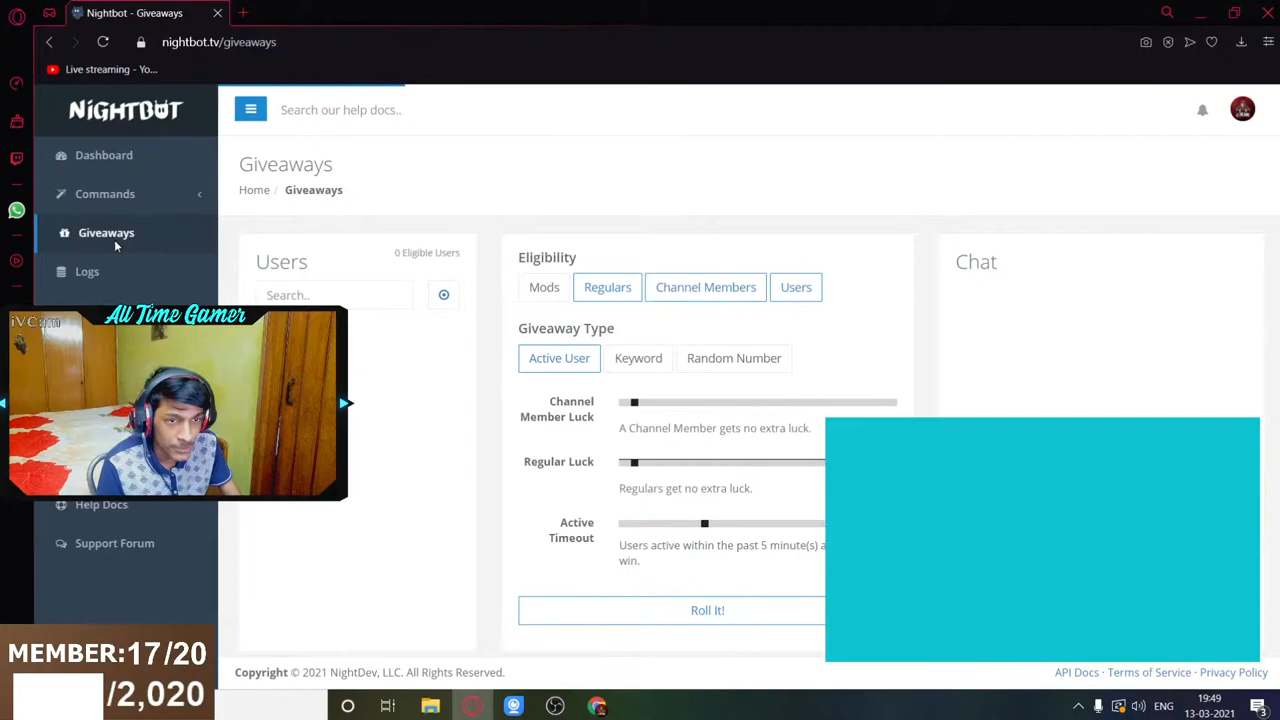 Nightbot - Giveaways
nightbot.tv/giveaways
Live streaming - Yo...
NIGHTBOT
Search our help docs..
Dashboard
Commands
Giveaways
Logs
Help Docs
Support Forum
Giveaways
Home / Giveaways
Users
0 Eligible Users
Search..
Eligibility
Mods Regulars Channel Members Users
Giveaway Type
Active User Keyword Random Number
Channel
Member Luck
A Channel Member gets no extra luck.
Regular Luck
Regulars get no extra luck.
Active
Timeout
Users active within the past 5 minute(s) a
win.
Roll It!
Chat
iVCam
All Time Gamer
MEMBER:17/20
/2,020
Copyright © 2021 NightDev, LLC. All Rights Reserved.
API Docs · Terms of Service · Privacy Policy
ENG
19:49
13-03-2021
3